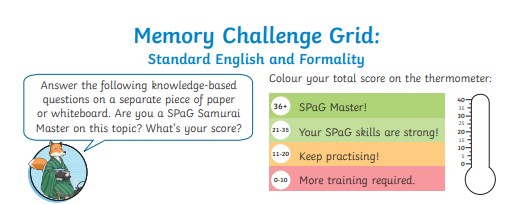 Memory Challenge Grid:
Standard English and Formality
Answer the following knowledge-based
questions on a separate piece of paper
or whiteboard. Are you a SPaG Samurai
Master on this topic? What's your score?
Colour your total score on the thermometer:
36+ SPaG Master!
21-35 Your SPaG skills are strong!
11-20 Keep practising!
0-10 More training required.
40
35
30
25
20
15
10
5
0